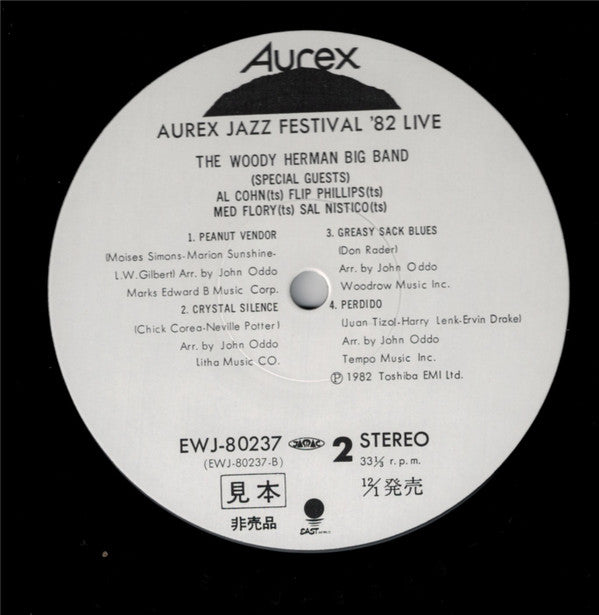 Aurex
AUREX JAZZ FESTIVAL '82 LIVE
THE WOODY HERMAN BIG BAND
(SPECIAL GUESTS)
AL COHN(ts) FLIP PHILLIPS(ts)
MED FLORY(ts) SAL NISTICO(ts)
1. PEANUT VENDOR
(Moises Simons-Marion Sunshine-
L.W.Gilbert) Arr. by John Oddo
Marks Edward B Music Corp.
2. CRYSTAL SILENCE
(Chick Corea-Neville Potter)
Arr. by John Oddo
Litha Music CO.
3. GREASY SACK BLUES
(Don Rader)
Arr. by John Oddo
Woodrow Music Inc.
4. PERDIDO
(Juan Tizol-Harry Lenk-Ervin Drake)
Arr. by John Oddo
Tempo Music Inc.
℗ 1982 Toshiba EMI Ltd.
EWJ-80237 JASRAC 2 STEREO
(EWJ-80237-B) 33⅓ r.p.m.
見本 12/1 発売
非売品
EAST WORLD